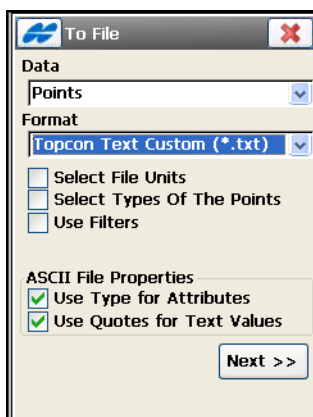 To File
Data
Points
Format
Topcon Text Custom (*.txt)
Select File Units
Select Types Of The Points
Use Filters
ASCII File Properties
Use Type for Attributes
Use Quotes for Text Values
Next >>